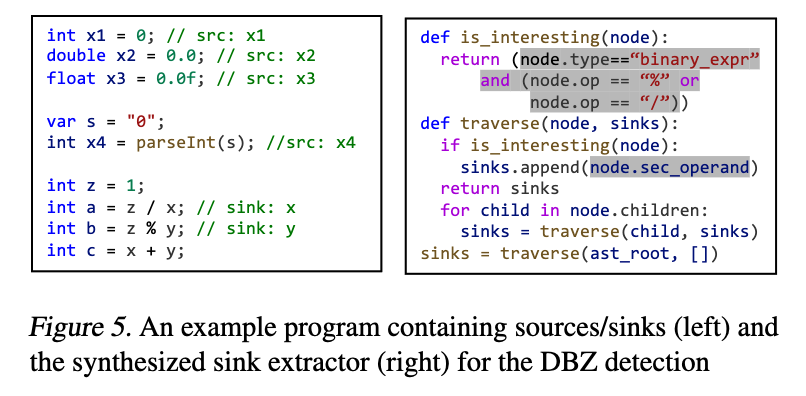 int x1 = 0; // src: x1
double x2 = 0.0; // src: x2
float x3 = 0.0f; // src: x3
var s = "0";
int x4 = parseInt(s); //src: x4
int z = 1;
int a = z / x; // sink: x
int b = z % y; // sink: y
int c = x + y;
def is_interesting(node):
return (node.type==“binary_expr”
and (node.op == “%” or
node.op == “/”))
def traverse(node, sinks):
if is_interesting(node):
sinks.append(node.sec_operand)
return sinks
for child in node.children:
sinks = traverse(child, sinks)
sinks = traverse(ast_root, [])
Figure 5. An example program containing sources/sinks (left) and
the synthesized sink extractor (right) for the DBZ detection